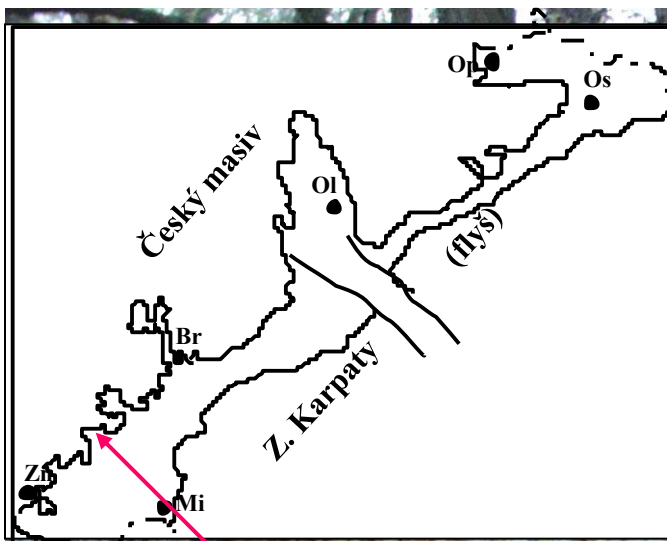 Op
Os
Český masiv
Ol
(flyš)
Br
Z. Karpaty
Zn
Mi